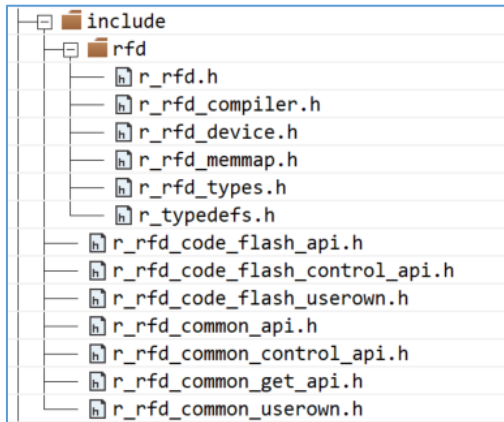 include
rfd
r_rfd.h
r_rfd_compiler.h
r_rfd_device.h
r_rfd_memmap.h
r_rfd_types.h
r_typedefs.h
r_rfd_code_flash_api.h
r_rfd_code_flash_control_api.h
r_rfd_code_flash_userown.h
r_rfd_common_api.h
r_rfd_common_control_api.h
r_rfd_common_get_api.h
r_rfd_common_userown.h